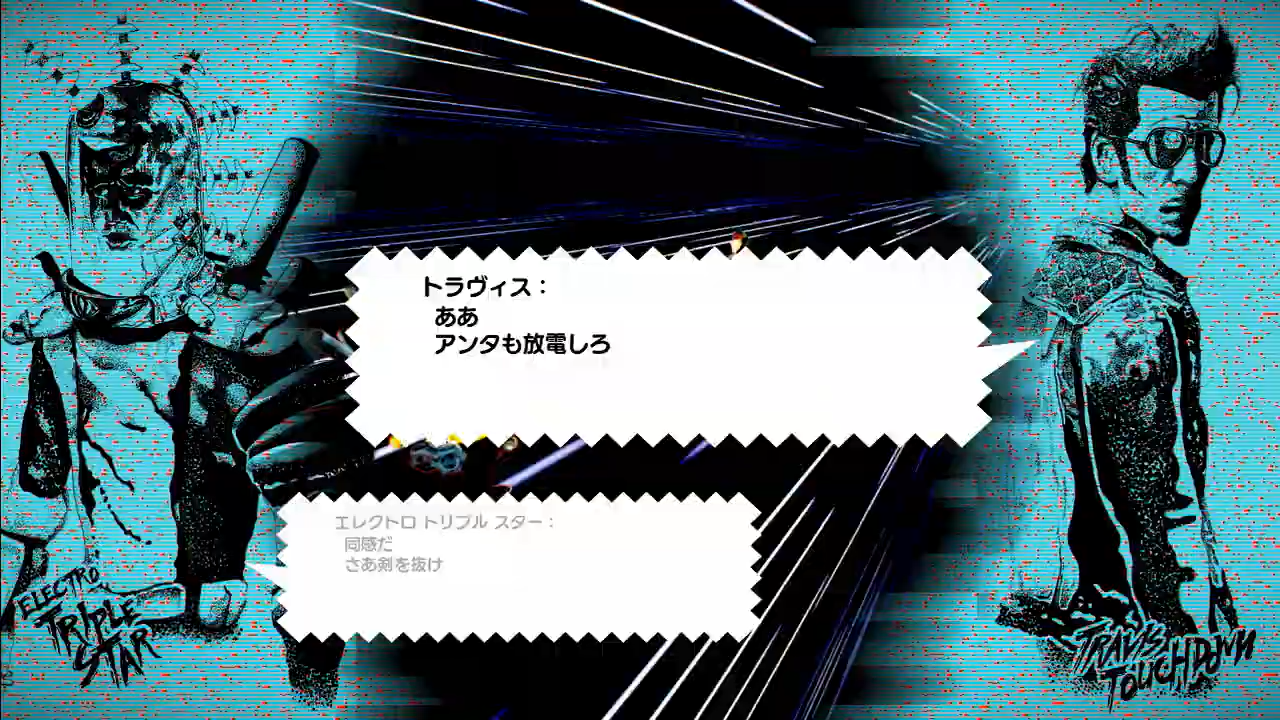 トラヴィス：
ああ
アンタも放電しろ
エレクトロ トリプル スター：
同感だ
さあ剣を抜け
ELECTRO
TRIPLE
STAR
TRAVIS
TOUCHDOWN